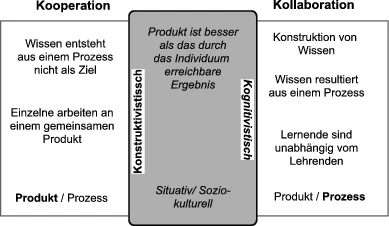 Kooperation
Wissen entsteht
aus einem Prozess
nicht als Ziel
Einzelne arbeiten an
einem gemeinsamen
Produkt
Produkt / Prozess
Konstruktivistissch
Produkt ist besser
als das durch
das Individuum
erreichbare
Ergebnis
Situativ/ Sozio-
kulturell
Kognitivistisch
Kollaboration
Konstruktion von
Wissen
Wissen resultiert
aus einem Prozess
Lernende sind
unabhängig vom
Lehrenden
Produkt / Prozess